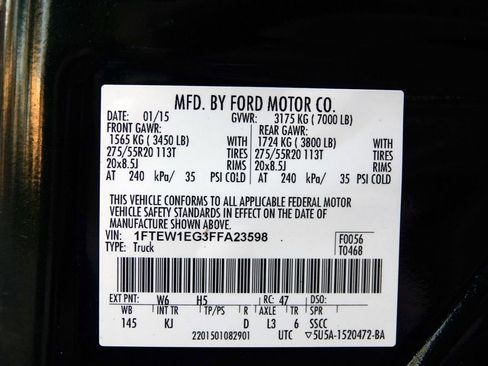 MFD. BY FORD MOTOR CO.
DATE: 01/15 GVWR: 3175 KG ( 7000 LB)
FRONT GAWR: REAR GAWR:
1565 KG ( 3450 LB) WITH 1724 KG ( 3800 LB) WITH
275/55R20 113T TIRES 275/55R20 113T TIRES
20x8.5J RIMS 20x8.5J RIMS
AT 240 kPa/ 35 PSI COLD AT 240 kPa/ 35 PSI COLD
THIS VEHICLE CONFORMS TO ALL APPLICABLE FEDERAL MOTOR
VEHICLE SAFETY STANDARDS IN EFFECT ON THE DATE OF
MANUFACTURE SHOWN ABOVE.
VIN: 1FTEW1EG3FFA23598 F0056
TYPE: Truck T0468
EXT PNT: W6 H5 RC: 47 DSO:
WB INT TR TP/PS R AXLE TR SPR
145 KJ D L3 6 SSCC
2201501082901 UTC ▽5U5A-1520472-BA